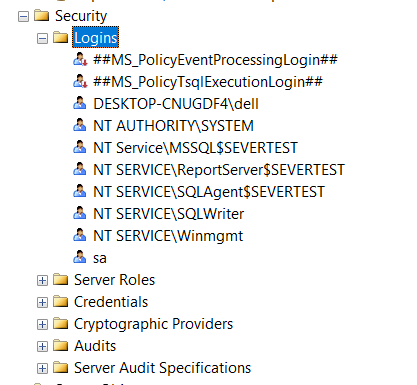 Security
Logins
##MS_PolicyEventProcessingLogin##
##MS_PolicyTsqlExecutionLogin##
DESKTOP-CNUGDF4\dell
NT AUTHORITY\SYSTEM
NT Service\MSSQL$SEVERTEST
NT SERVICE\ReportServer$SEVERTEST
NT SERVICE\SQLAgent$SEVERTEST
NT SERVICE\SQLWriter
NT SERVICE\Winmgmt
sa
Server Roles
Credentials
Cryptographic Providers
Audits
Server Audit Specifications